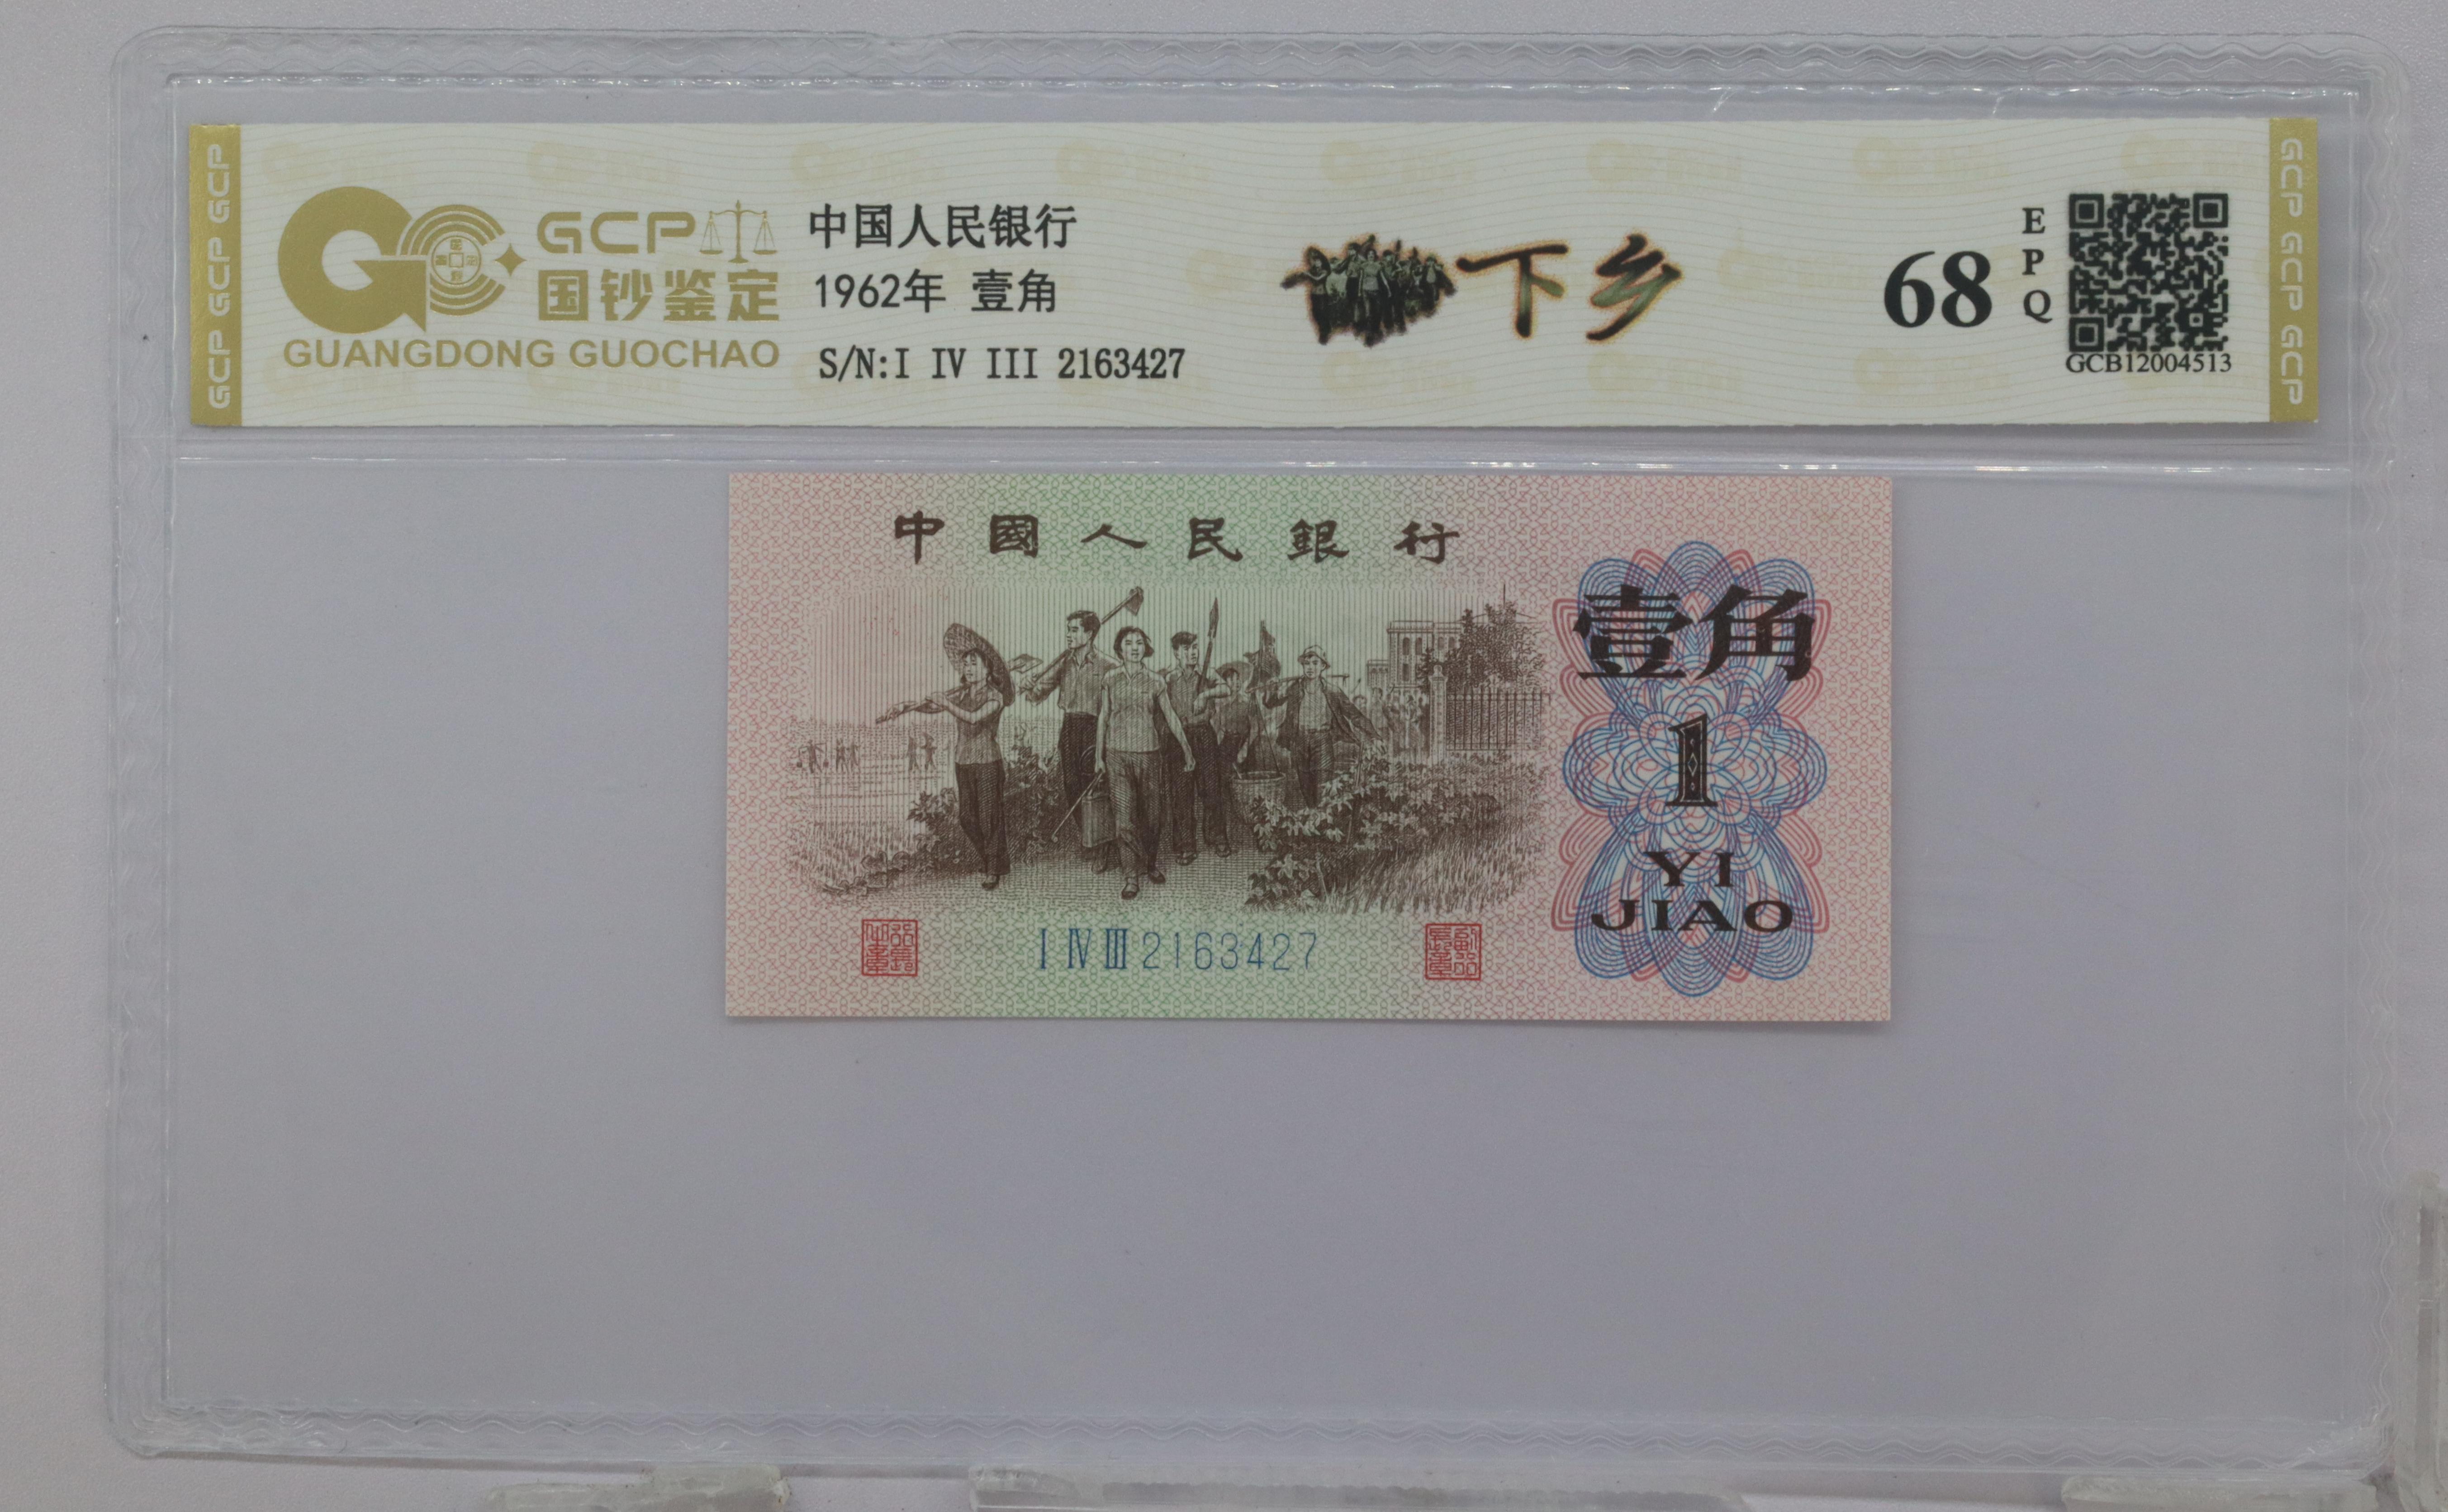 GCP GCP GCP
GCP
国钞鉴定
GUANGDONG GUOCHAO
中国人民银行
1962年 壹角
S/N:I IV III 2163427
下乡
68
EPQ
GCB12004513
GCP GCP GCP
中國人民銀行
壹角
1
YI
JIAO
I IV III 2163427